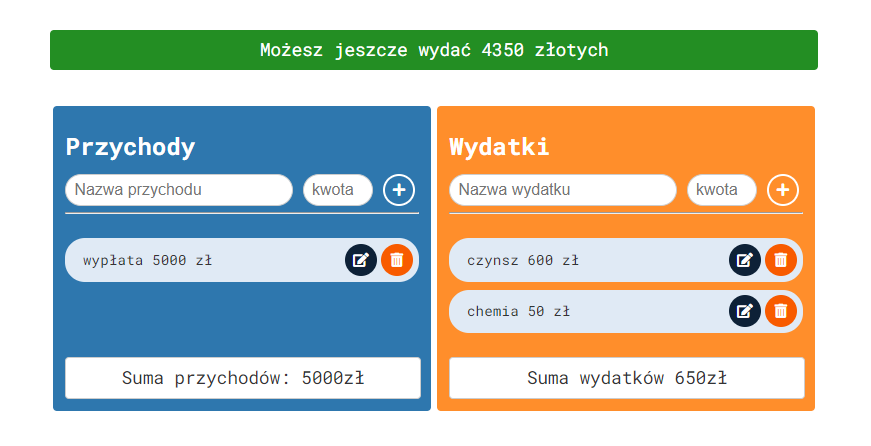 Możesz jeszcze wydać 4350 złotych
Przychody
Nazwa przychodu kwota
wypłata 5000 zł
Suma przychodów: 5000zł
Wydatki
Nazwa wydatku kwota
czynsz 600 zł
chemia 50 zł
Suma wydatków 650zł